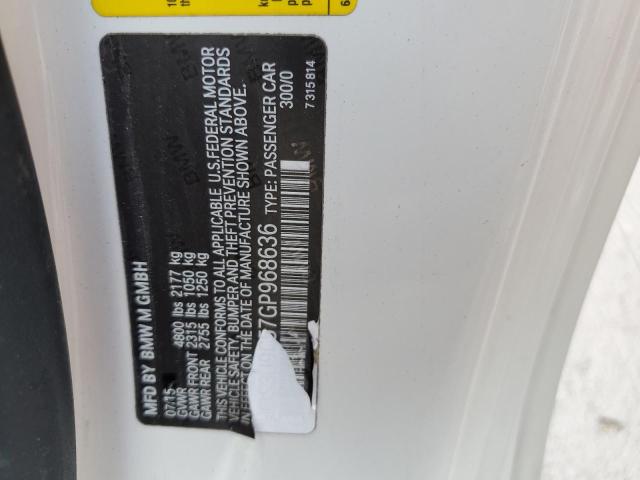 MFD BY BMW M GMBH
07/15
GVWR 4800 lbs 2177 kg
GAWR FRONT 2315 lbs 1050 kg
GAWR REAR 2755 lbs 1250 kg
THIS VEHICLE CONFORMS TO ALL APPLICABLE U.S. FEDERAL MOTOR
VEHICLE SAFETY, BUMPER AND THEFT PREVENTION STANDARDS
IN EFFECT ON THE DATE OF MANUFACTURE SHOWN ABOVE.
57GP968636 TYPE: PASSENGER CAR
300/0
7315814